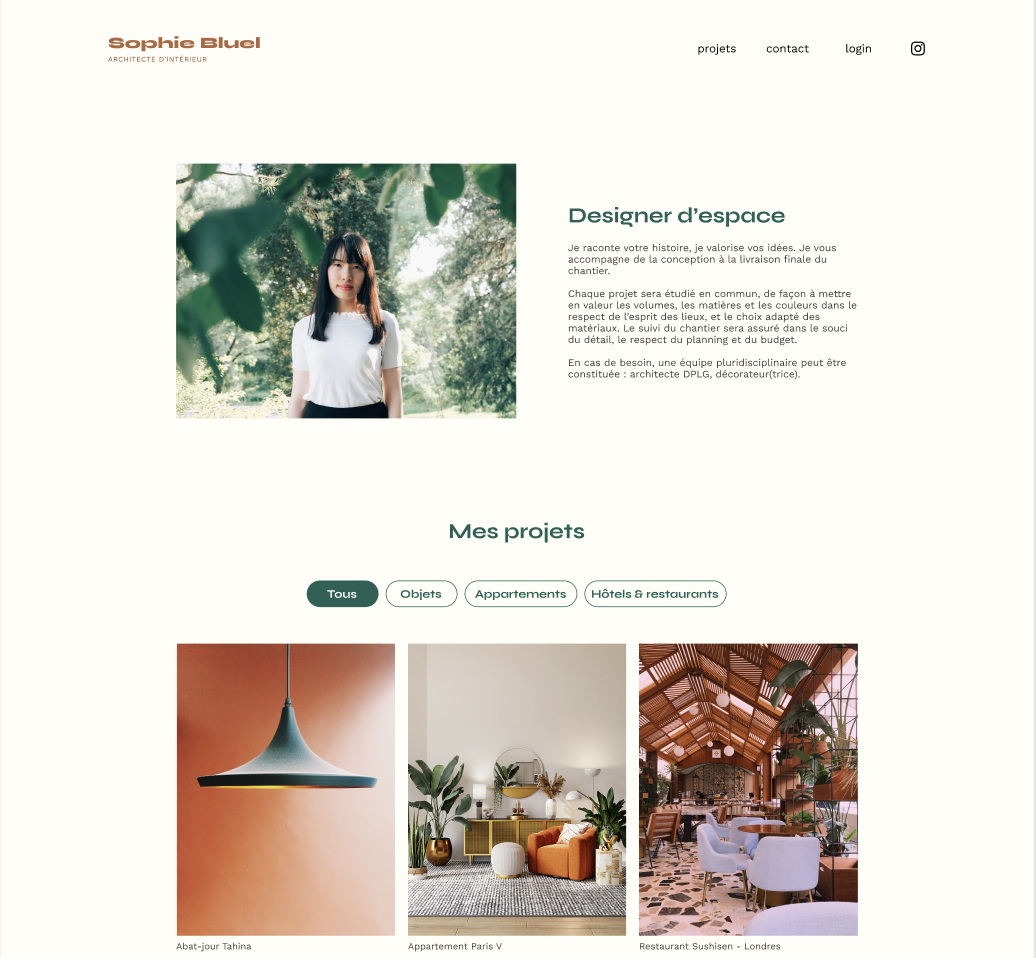 Sophie Bluel
ARCHITECTE D'INTÉRIEUR
projets
contact
login
Designer d'espace
Je raconte votre histoire, je valorise vos idées. Je vous
accompagne de la conception à la livraison finale du
chantier.
Chaque projet sera étudié en commun, de façon à mettre
en valeur les volumes, les matières et les couleurs dans le
respect de l'esprit des lieux, et le choix adapté des
matériaux. Le suivi du chantier sera assuré dans le souci
du détail, le respect du planning et du budget.
En cas de besoin, une équipe pluridisciplinaire peut être
constituée : architecte DPLG, décorateur(trice).
Mes projets
Tous
Objets
Appartements
Hôtels & restaurants
Abat-jour Tahina
Appartement Paris V
Restaurant Sushisen - Londres